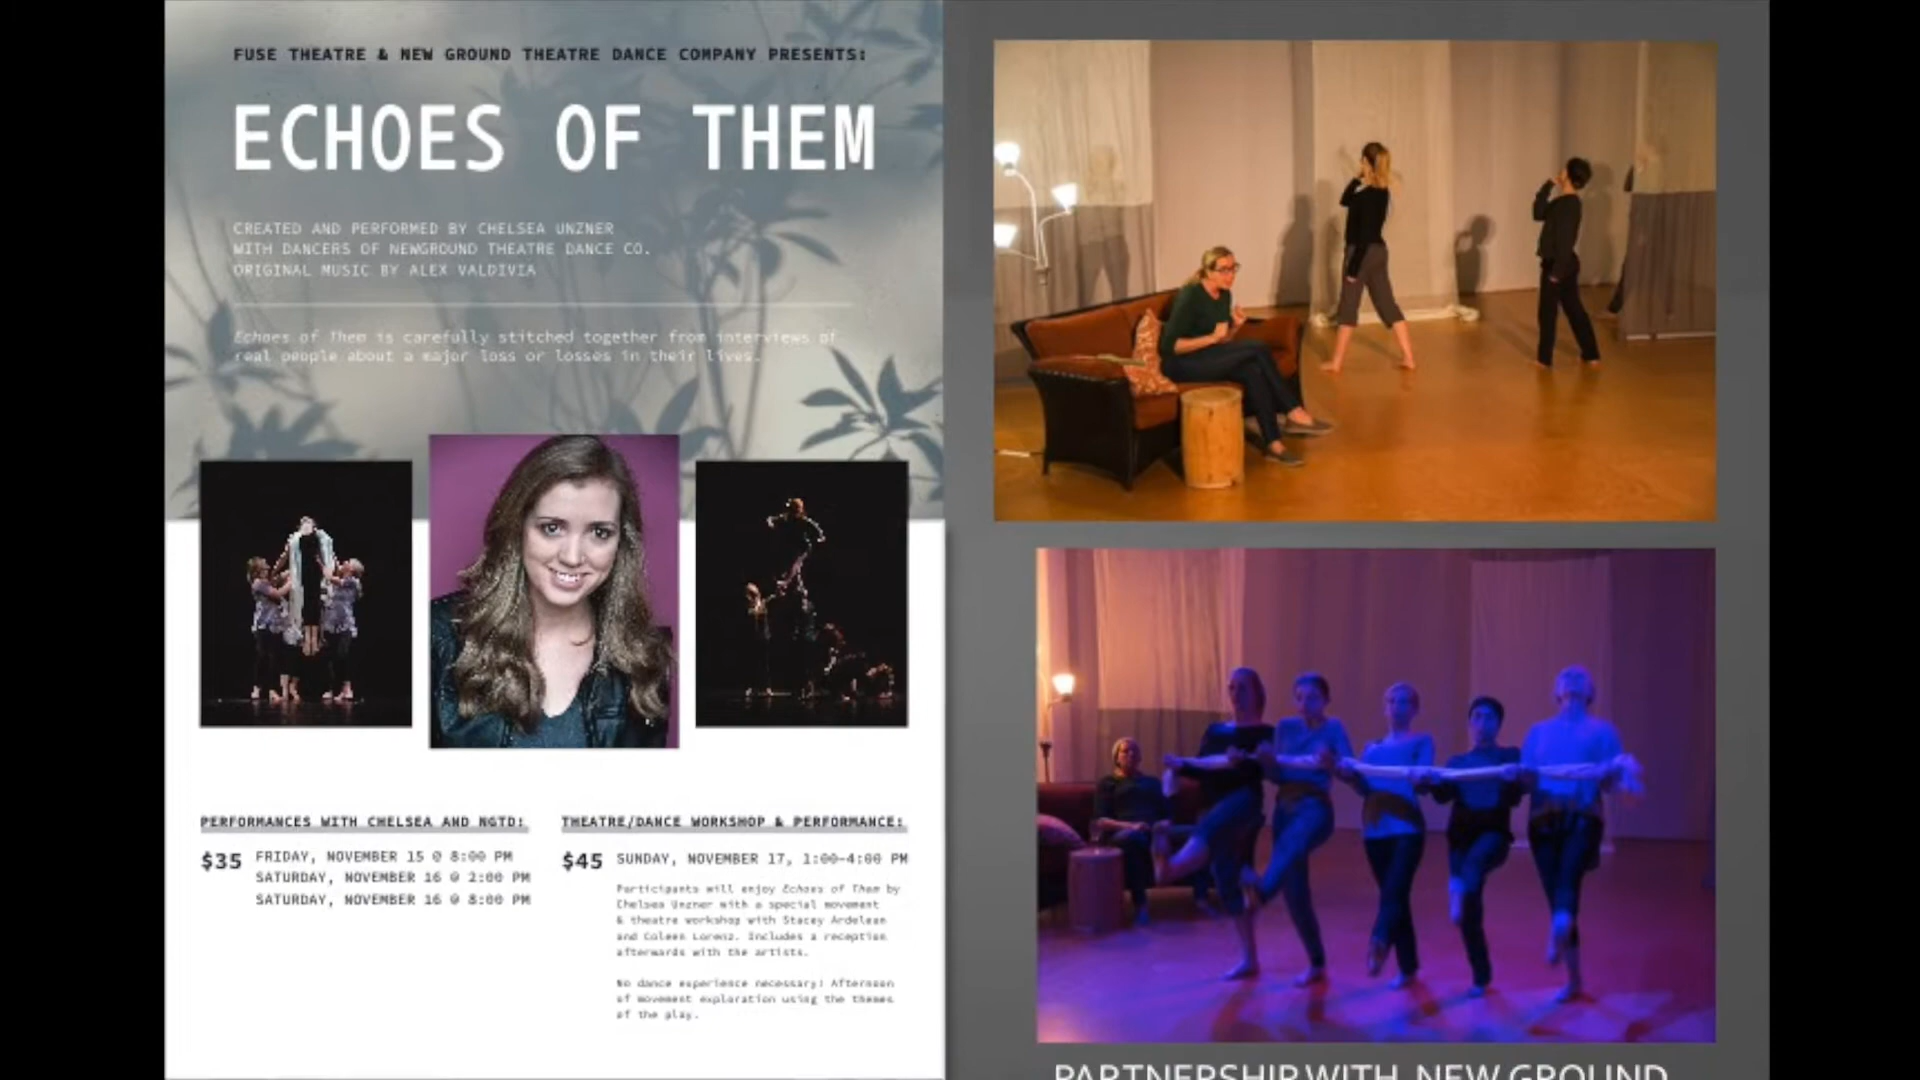 FUSE THEATRE & NEW GROUND THEATRE DANCE COMPANY PRESENTS:
ECHOES OF THEM
CREATED AND PERFORMED BY CHELSEA UNZNER
WITH DANCERS OF NEWGROUND THEATRE DANCE CO.
ORIGINAL MUSIC BY ALEX VALDIVIA
Echoes of Them is carefully stitched together from interviews of
real people about a major loss or losses in their lives.
PERFORMANCES WITH CHELSEA AND NGTD:
$35 FRIDAY, NOVEMBER 15 @ 8:00 PM
SATURDAY, NOVEMBER 16 @ 2:00 PM
SATURDAY, NOVEMBER 16 @ 8:00 PM
THEATRE/DANCE WORKSHOP & PERFORMANCE:
$45 SUNDAY, NOVEMBER 17, 1:00-4:00 PM
Participants will enjoy Echoes of Them by
Chelsea Unzner with a special movement
& theatre workshop with Stacey Ardelean
and Coleen Lorenz. Includes a reception
afterwards with the artists.
No dance experience necessary! Afternoon
of movement exploration using the themes
of the play.
PARTNERSHIP WITH NEW GROUND